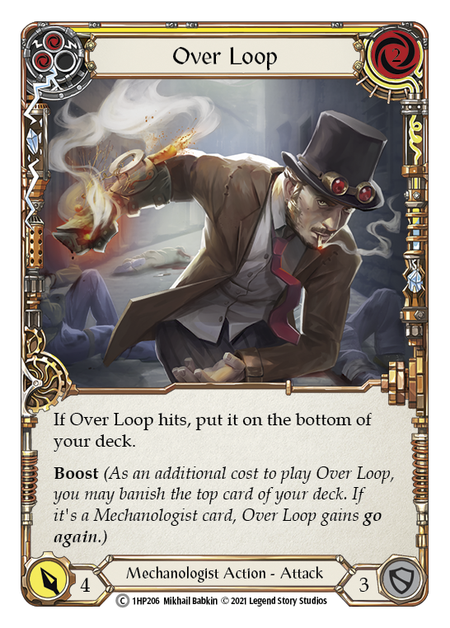 Over Loop
2
If Over Loop hits, put it on the bottom of
your deck.
Boost (As an additional cost to play Over Loop,
you may banish the top card of your deck. If
it's a Mechanologist card, Over Loop gains go
again.)
4
Mechanologist Action - Attack
3
C 1HP206 Mikhail Babkin © 2021 Legend Story Studios